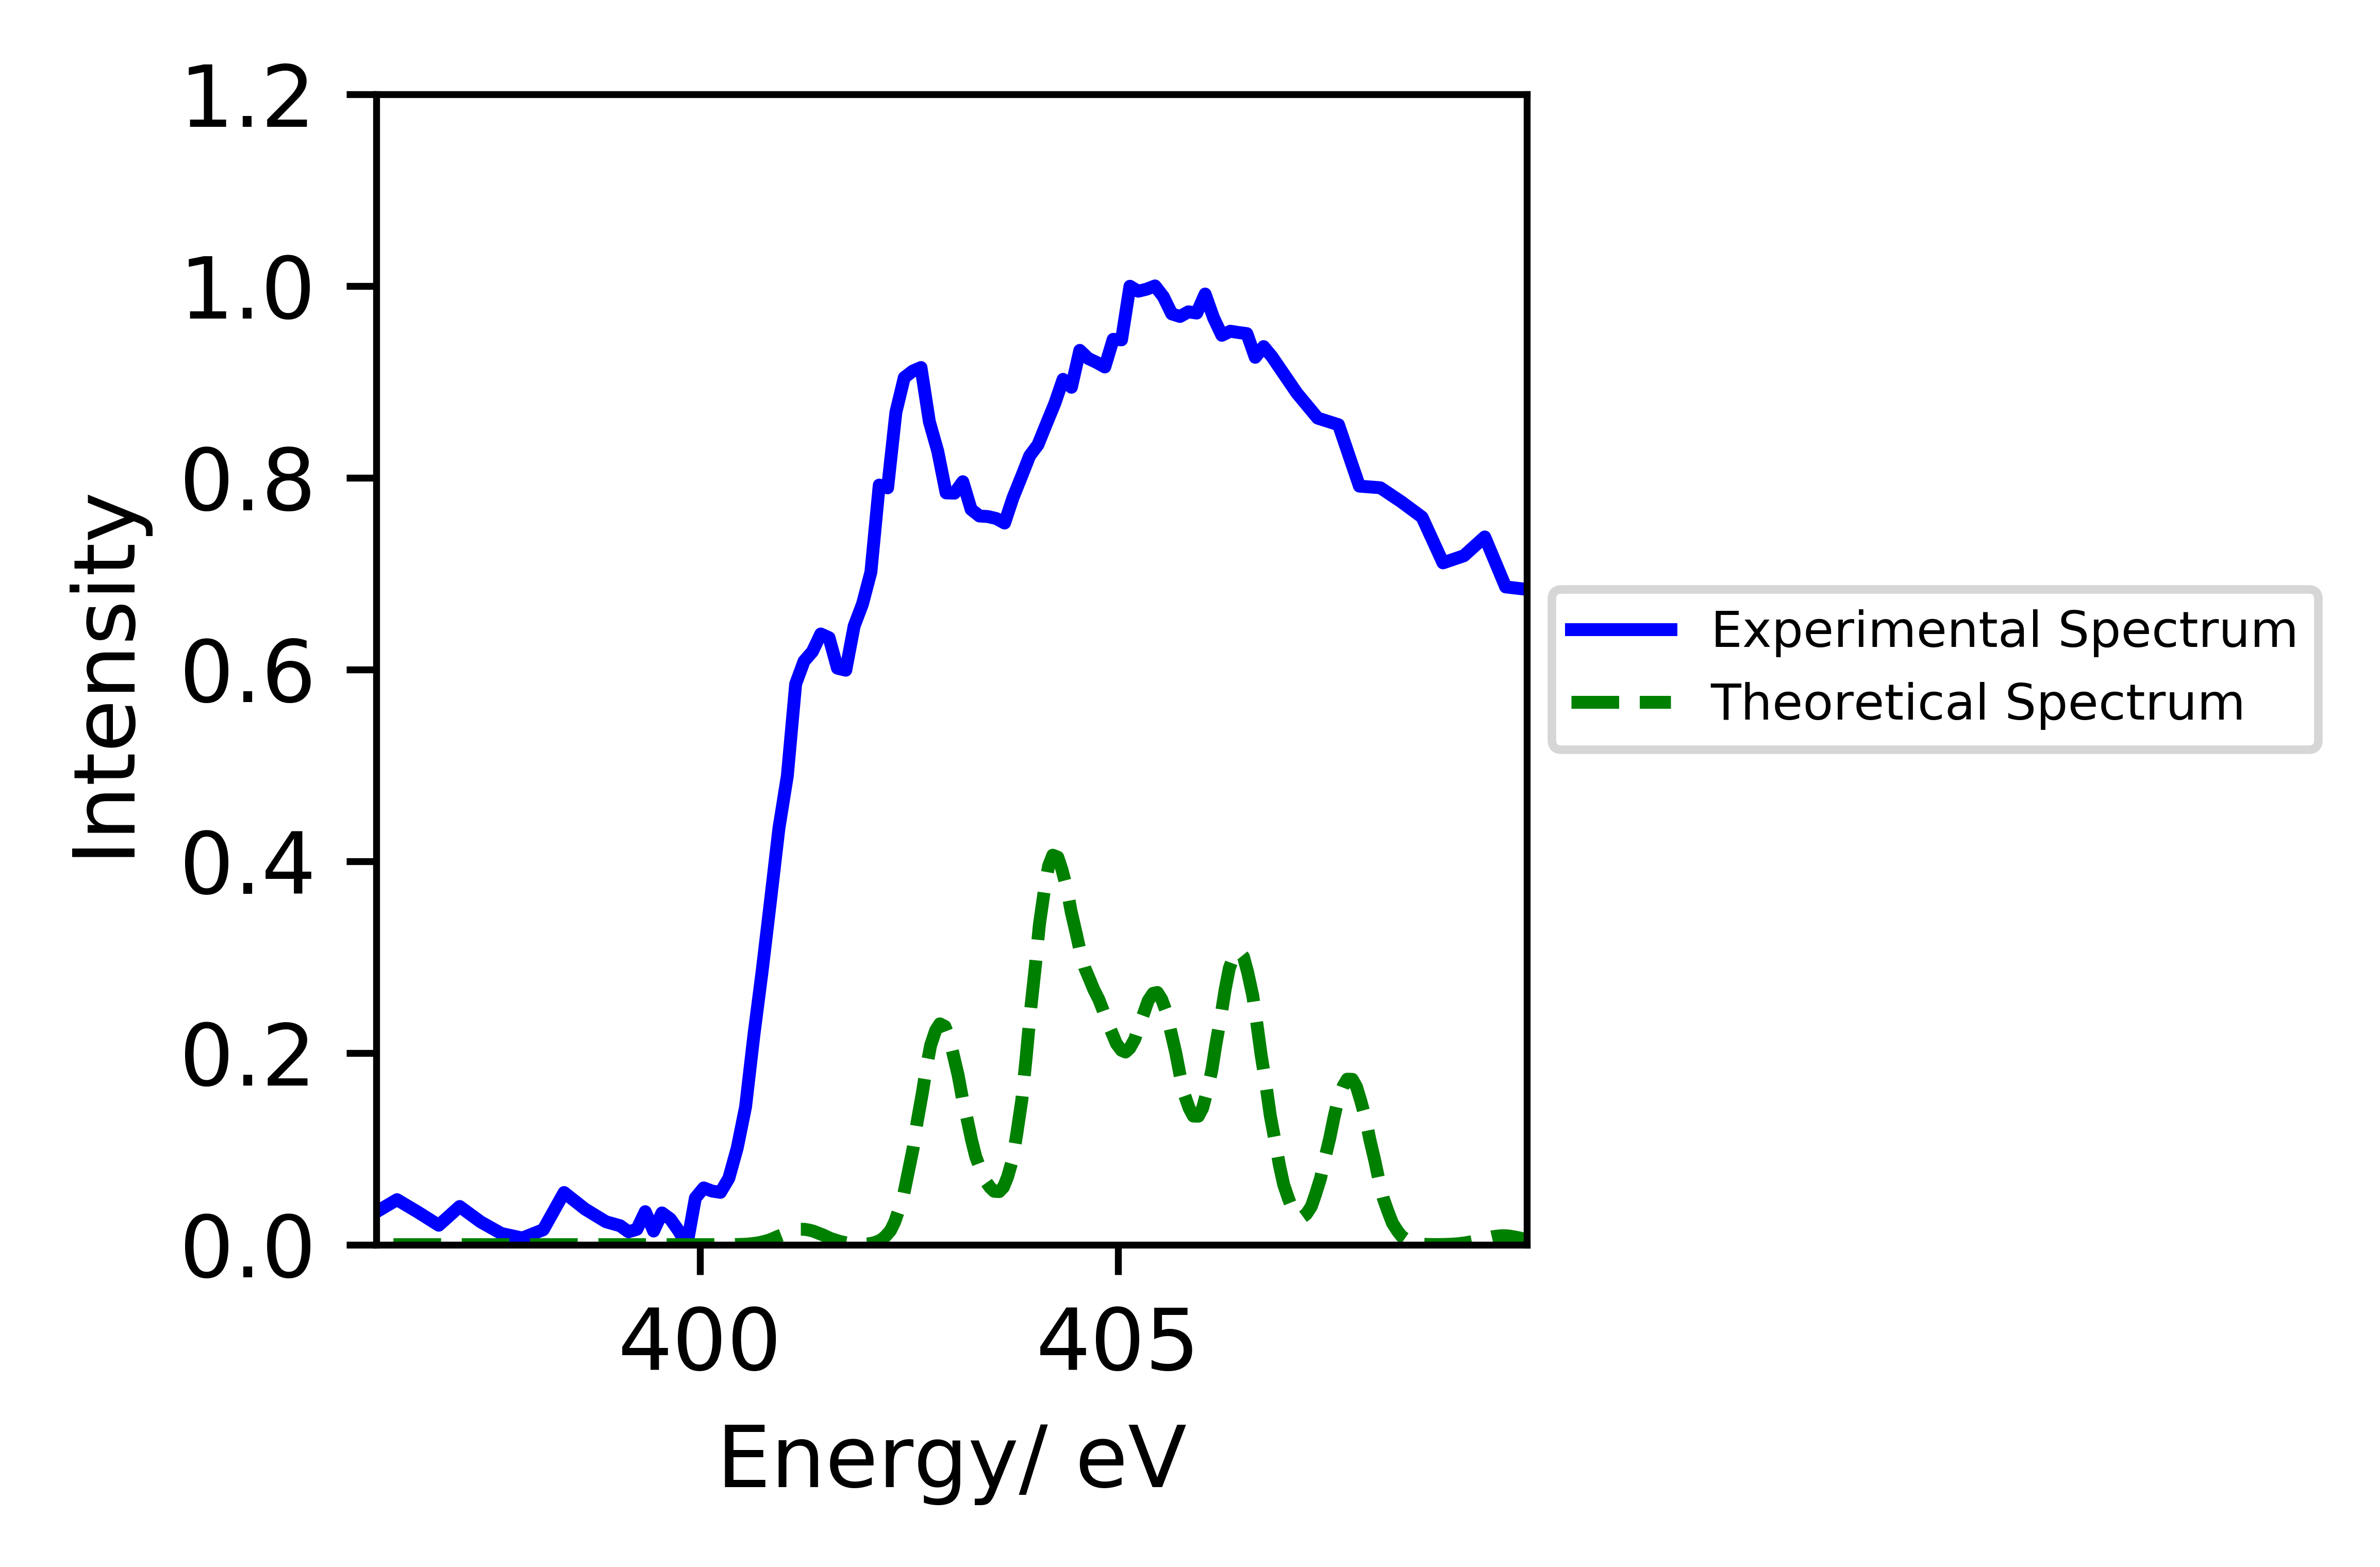 1.2
1.0
0.8
0.6
0.4
0.2
0.0
Intensity
400
405
Energy/ eV
Experimental Spectrum
Theoretical Spectrum